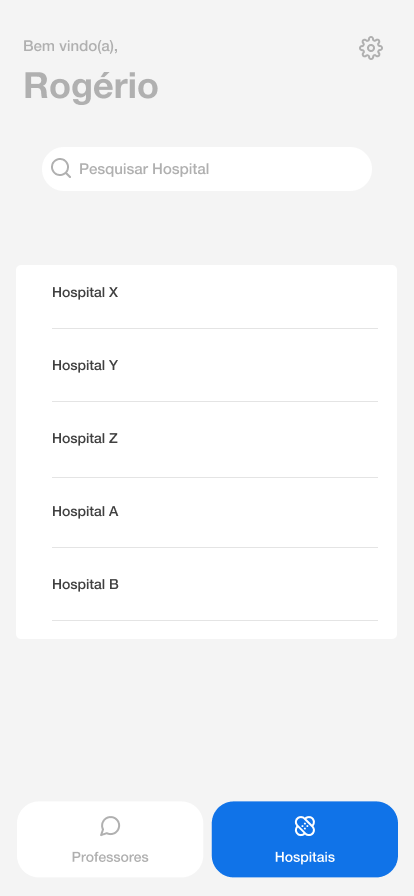 Bem vindo(a),
Rogério
Pesquisar Hospital
Hospital X
Hospital Y
Hospital Z
Hospital A
Hospital B
Professores
Hospitais